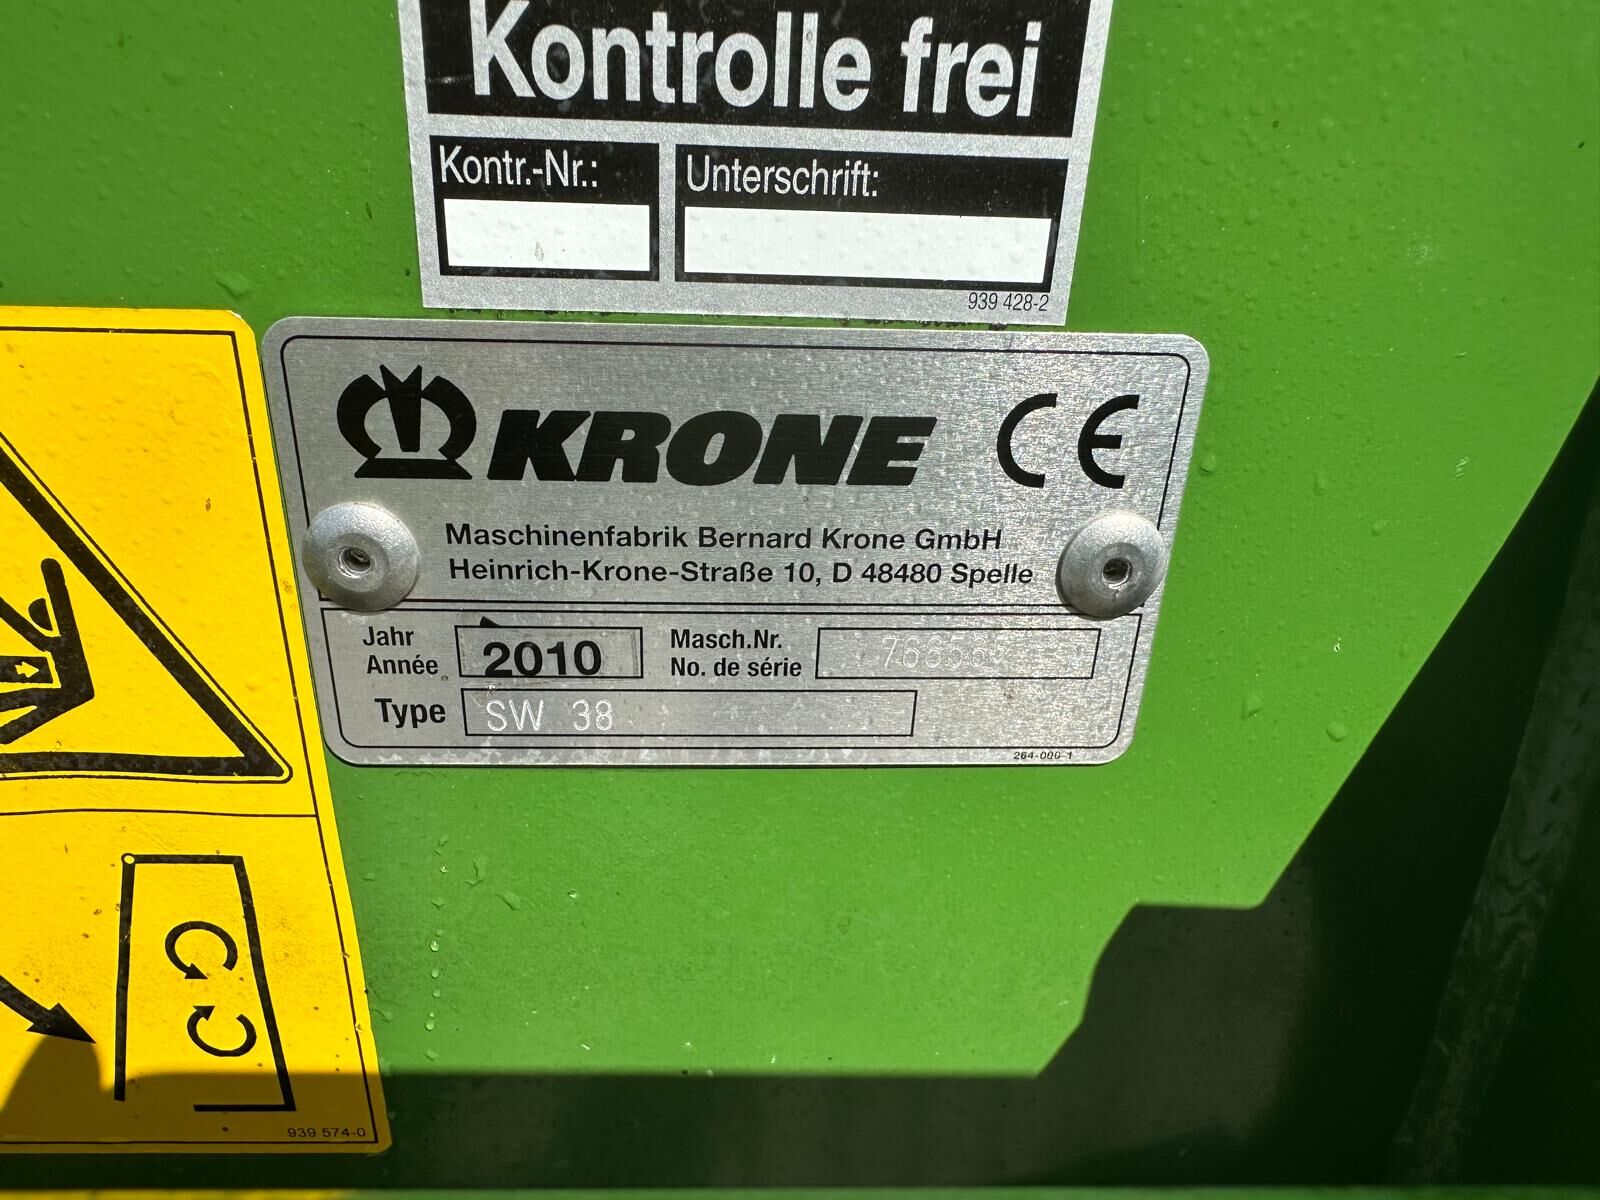 Kontrolle frei
Kontr.-Nr.:
Unterschrift:
939 428-2
KRONE CE
Maschinenfabrik Bernard Krone GmbH
Heinrich-Krone-Straße 10, D 48480 Spelle
Jahr
Année
2010
Masch.Nr.
No. de série
Type
SW 38
264-000-1
939 574-0